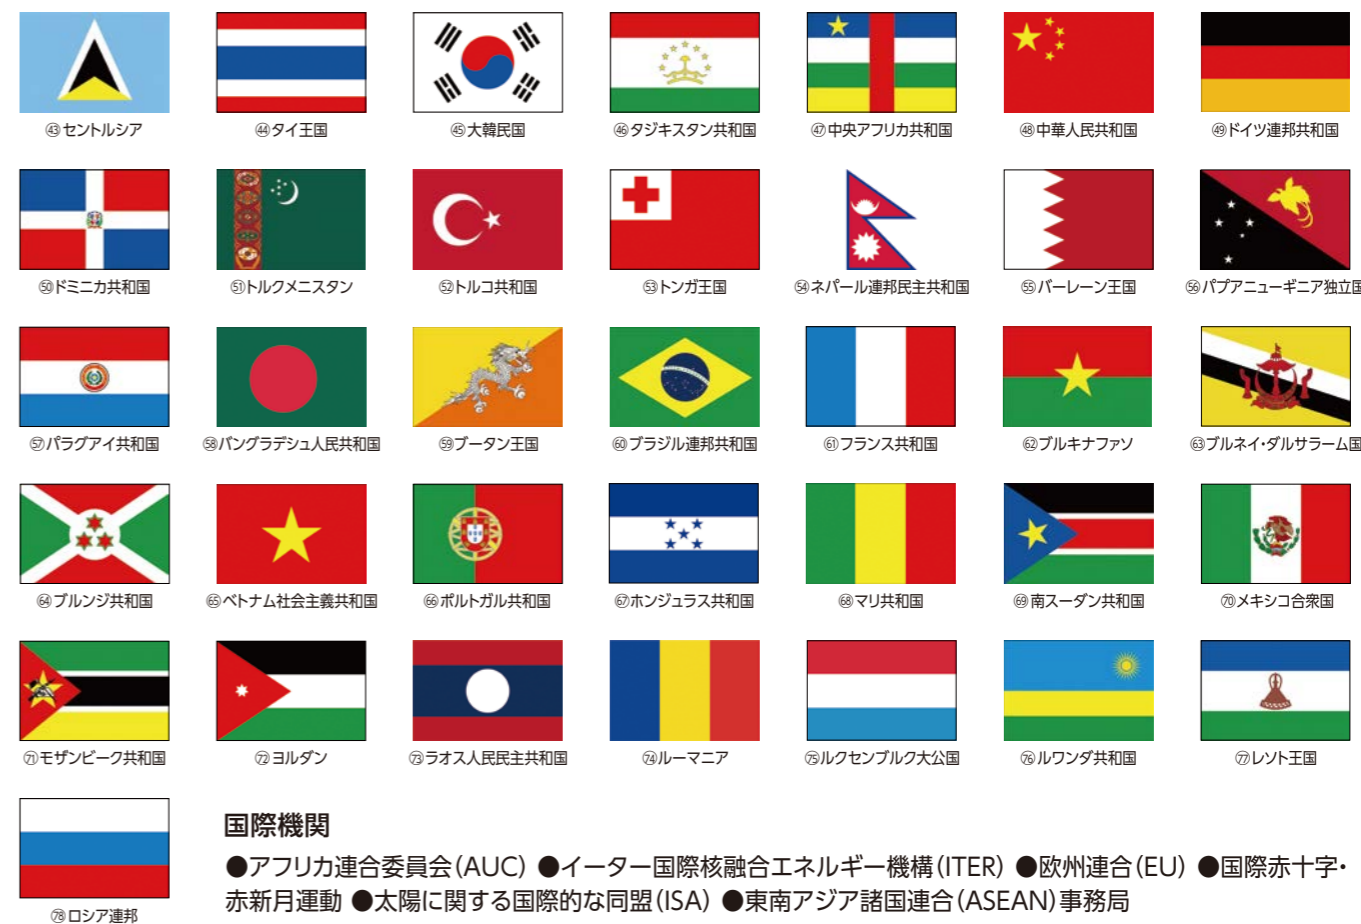 ㊸セントルシア
㊹タイ王国
㊺大韓民国
㊻タジキスタン共和国
㊼中央アフリカ共和国
㊽中華人民共和国
㊾ドイツ連邦共和国
㊿ドミニカ共和国
51トルクメニスタン
52トルコ共和国
53トンガ王国
54ネパール連邦民主共和国
55バーレーン王国
56パプアニューギニア独立国
57パラグアイ共和国
58バングラデシュ人民共和国
59ブータン王国
60ブラジル連邦共和国
61フランス共和国
62ブルキナファソ
63ブルネイ・ダルサラーム国
64ブルンジ共和国
65ベトナム社会主義共和国
66ポルトガル共和国
67ホンジュラス共和国
68マリ共和国
69南スーダン共和国
70メキシコ合衆国
71モザンビーク共和国
72ヨルダン
73ラオス人民民主共和国
74ルーマニア
75ルクセンブルク大公国
76ルワンダ共和国
77レソト王国
78ロシア連邦
国際機関
●アフリカ連合委員会(AUC) ●イーター国際核融合エネルギー機構(ITER) ●欧州連合(EU) ●国際赤十字・
赤新月運動 ●太陽に関する国際的な同盟(ISA) ●東南アジア諸国連合(ASEAN)事務局